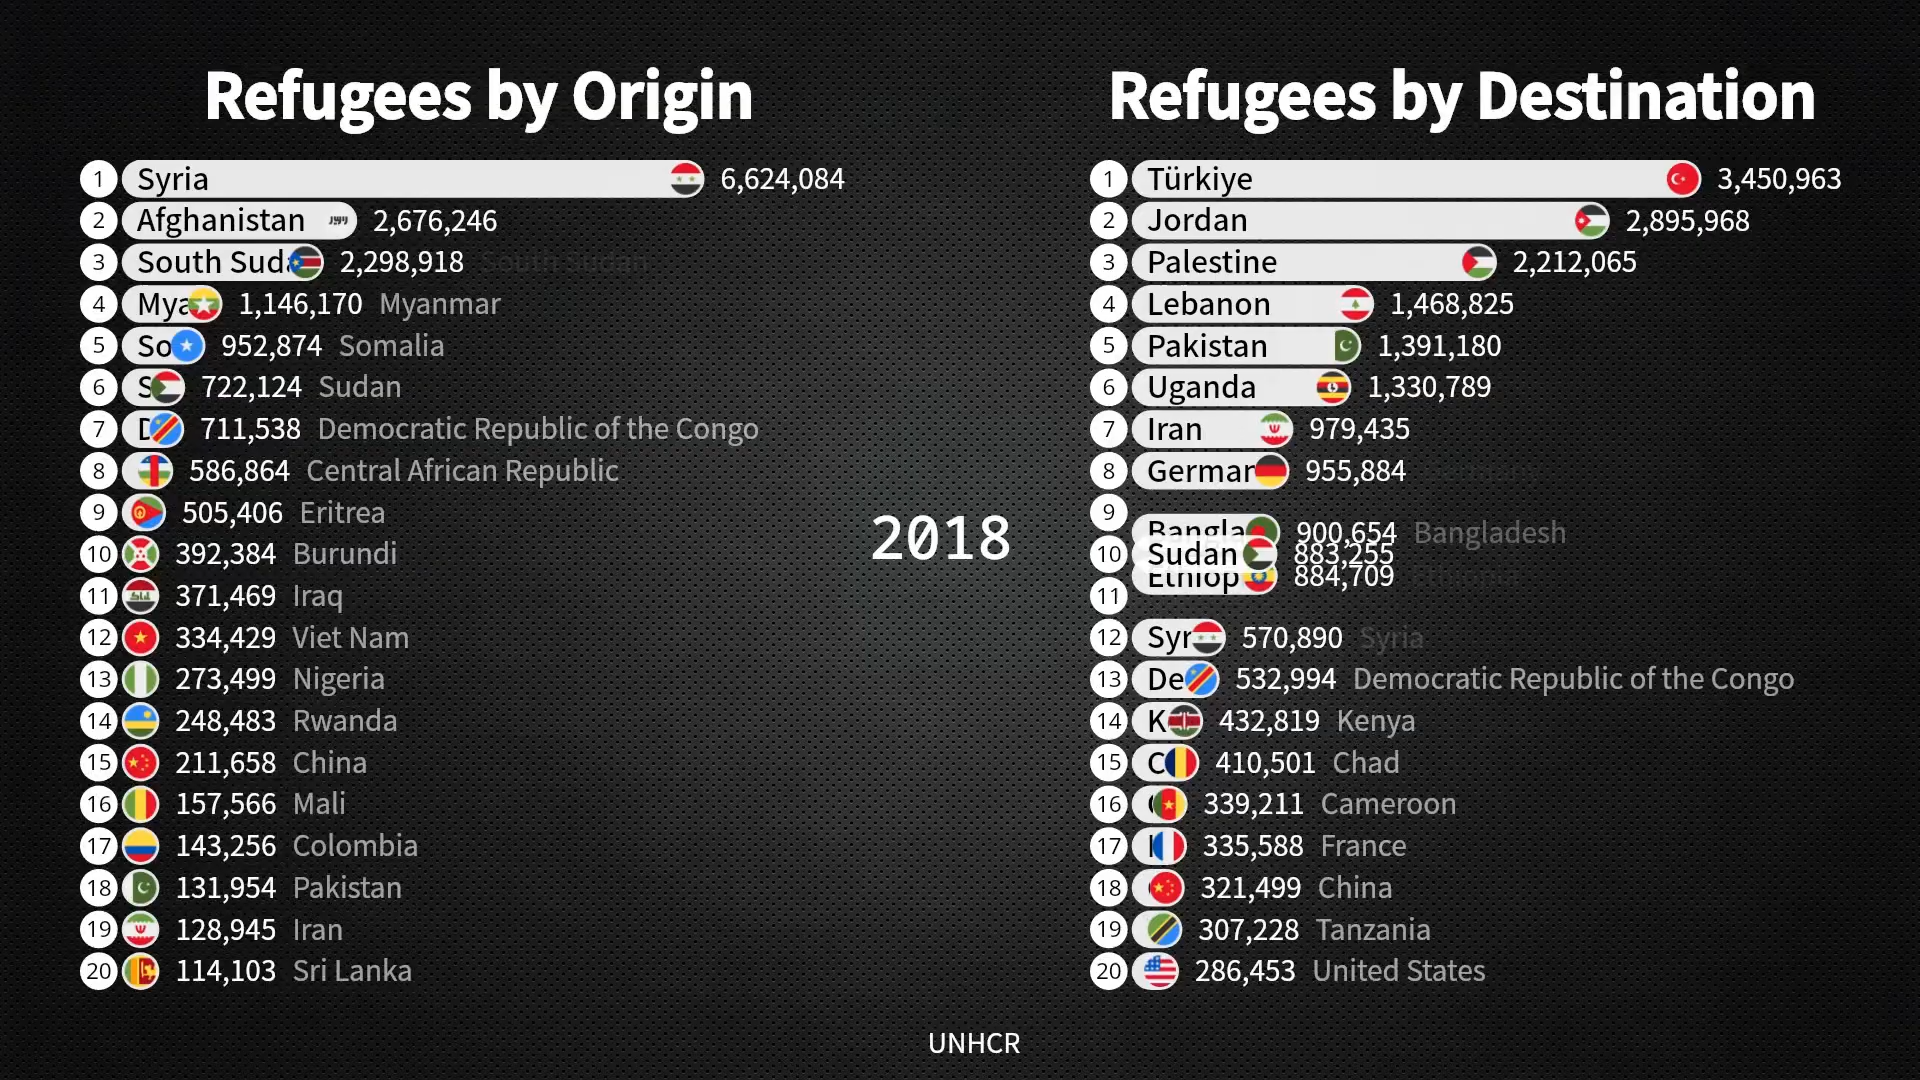 Refugees by Origin
1 Syria 6,624,084
2 Afghanistan 2,676,246
3 South Suda 2,298,918 South Sudan
4 Mya 1,146,170 Myanmar
5 So 952,874 Somalia
6 S 722,124 Sudan
7 D 711,538 Democratic Republic of the Congo
8 586,864 Central African Republic
9 505,406 Eritrea
10 392,384 Burundi
11 371,469 Iraq
12 334,429 Viet Nam
13 273,499 Nigeria
14 248,483 Rwanda
15 211,658 China
16 157,566 Mali
17 143,256 Colombia
18 131,954 Pakistan
19 128,945 Iran
20 114,103 Sri Lanka
2018
Refugees by Destination
1 Türkiye 3,450,963
2 Jordan 2,895,968
3 Palestine 2,212,065
4 Lebanon 1,468,825
5 Pakistan 1,391,180
6 Uganda 1,330,789
7 Iran 979,435
8 German 955,884
9
Bangla 900,654 Bangladesh
10 Sudan 883,255
Ethiop 884,709 Ethiopia
11
12 Syr 570,890 Syria
13 De 532,994 Democratic Republic of the Congo
14 K 432,819 Kenya
15 C 410,501 Chad
16 339,211 Cameroon
17 335,588 France
18 321,499 China
19 307,228 Tanzania
20 286,453 United States
UNHCR